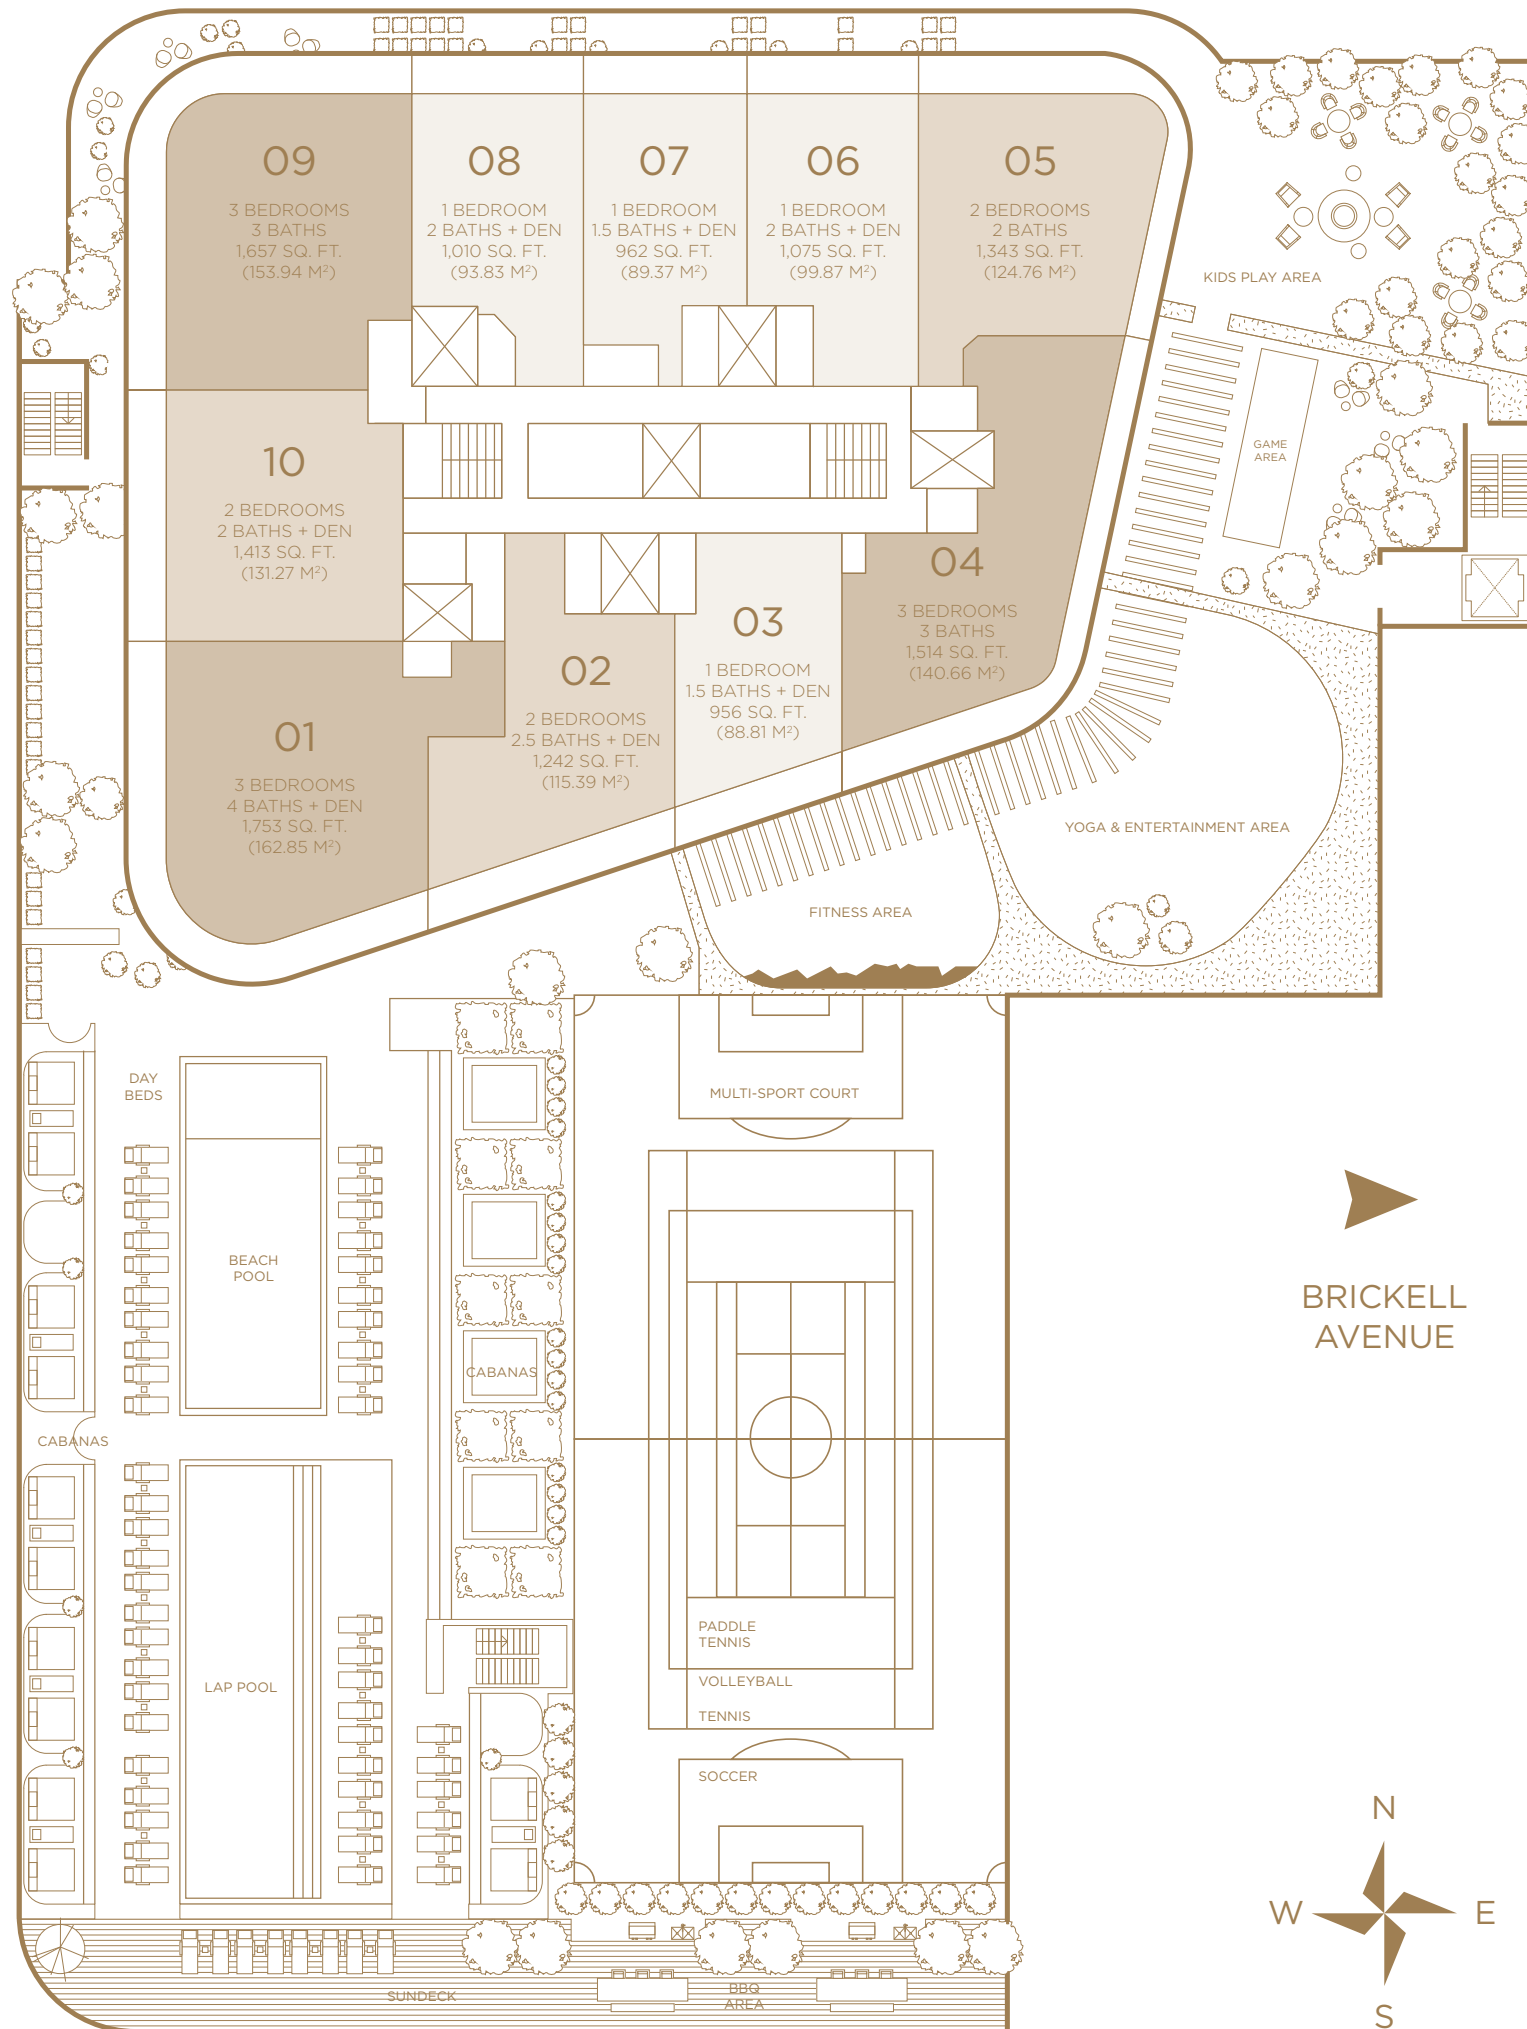 09
3 BEDROOMS
3 BATHS
1,657 SQ. FT.
(153.94 M²)
08
1 BEDROOM
2 BATHS + DEN
1,010 SQ. FT.
(93.83 M²)
07
1 BEDROOM
1.5 BATHS + DEN
962 SQ. FT.
(89.37 M²)
06
1 BEDROOM
2 BATHS + DEN
1,075 SQ. FT.
(99.87 M²)
05
2 BEDROOMS
2 BATHS
1,343 SQ. FT.
(124.76 M²)
KIDS PLAY AREA
GAME
AREA
10
2 BEDROOMS
2 BATHS + DEN
1,413 SQ. FT.
(131.27 M²)
04
3 BEDROOMS
3 BATHS
1,514 SQ. FT.
(140.66 M²)
03
1 BEDROOM
1.5 BATHS + DEN
956 SQ. FT.
(88.81 M²)
02
2 BEDROOMS
2.5 BATHS + DEN
1,242 SQ. FT.
(115.39 M²)
01
3 BEDROOMS
4 BATHS + DEN
1,753 SQ. FT.
(162.85 M²)
YOGA & ENTERTAINMENT AREA
FITNESS AREA
DAY
BEDS
MULTI-SPORT COURT
BEACH
POOL
BRICKELL
AVENUE
CABANAS
CABANAS
PADDLE
TENNIS
VOLLEYBALL
TENNIS
LAP POOL
SOCCER
N
W
E
S
SUNDECK
BBQ
AREA